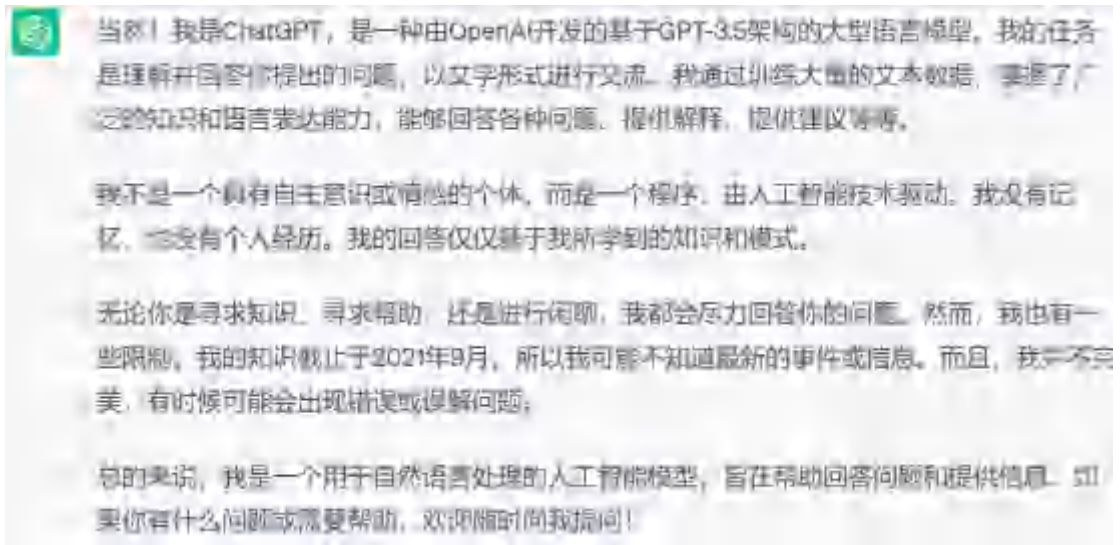 当然！我是ChatGPT，是一种由OpenAI开发的基于GPT-3.5架构的大型语言模型。我的任务
是理解并回答你提出的问题，以文字形式进行交流。我通过训练大量的文本数据，掌握了广
泛的知识和语言表达能力，能够回答各种问题、提供解释、提供建议等等。
我不是一个具有自主意识或情感的个体，而是一个程序，由人工智能技术驱动。我没有记
忆，也没有个人经历。我的回答仅仅基于我所学到的知识和模式。
无论你是寻求知识、寻求帮助，还是进行闲聊，我都会尽力回答你的问题。然而，我也有一
些限制。我的知识截止于2021年9月，所以我可能不知道最新的事件或信息。而且，我并不完
美，有时候可能会出现错误或误解问题。
总的来说，我是一个用于自然语言处理的人工智能模型，旨在帮助回答问题和提供信息。如
果你有什么问题或需要帮助，欢迎随时向我提问！